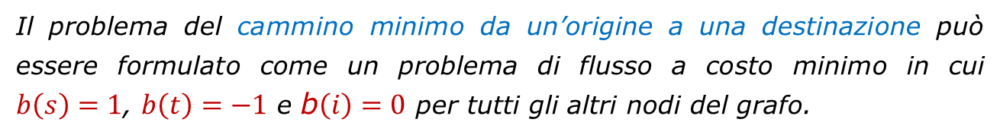 Il problema del cammino minimo da un’origine a una destinazione può
essere formulato come un problema di flusso a costo minimo in cui
b(s) = 1, b(t) = −1 e b(i) = 0 per tutti gli altri nodi del grafo.